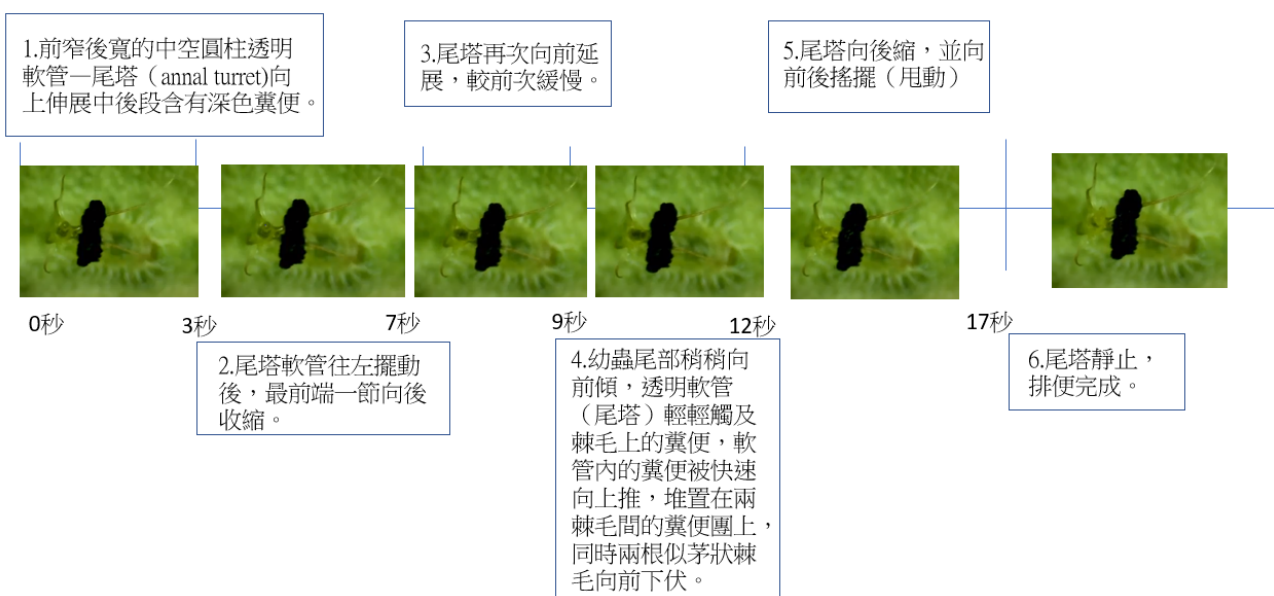 1.前窄後寬的中空圓柱透明
軟管—尾塔（annal turret)向
上伸展中後段含有深色糞便。
3.尾塔再次向前延
展，較前次緩慢。
5.尾塔向後縮，並向
前後搖擺（甩動）
0秒
3秒
7秒
9秒
12秒
17秒
2.尾塔軟管往左擺動
後，最前端一節向後
收縮。
4.幼蟲尾部稍稍向
前傾，透明軟管
（尾塔）輕輕觸及
棘毛上的糞便，軟
管內的糞便被快速
向上推，堆置在兩
棘毛間的糞便團上，
同時兩根似茅狀棘
毛向前下伏。
6.尾塔靜止，
排便完成。